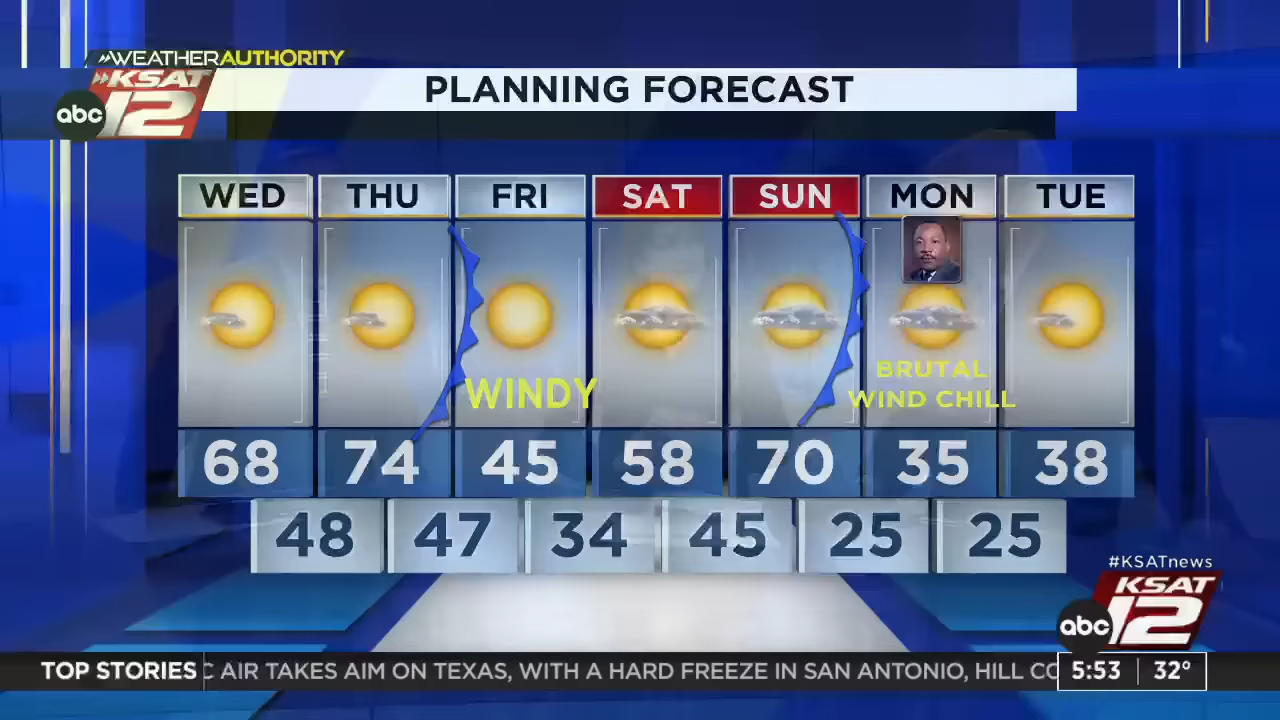 WEATHERAUTHORITY
KSAT
abc 12
PLANNING FORECAST
WED THU FRI SAT SUN MON TUE
WINDY
BRUTAL
WIND CHILL
68 74 45 58 70 35 38
48 47 34 45 25 25
#KSATnews
KSAT
abc 12
TOP STORIES C AIR TAKES AIM ON TEXAS, WITH A HARD FREEZE IN SAN ANTONIO, HILL CO 5:53 32°